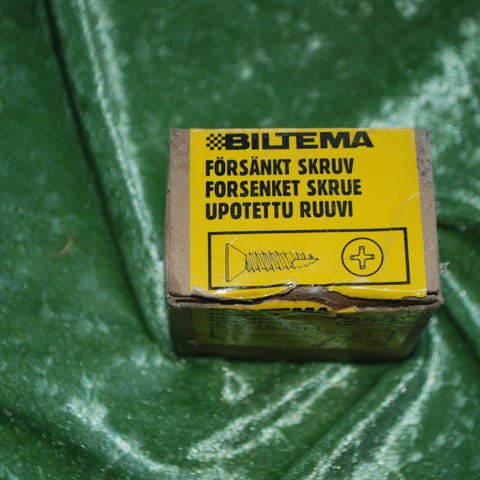 BILTEMA
FÖRSÄNKT SKRUV
FORSENKET SKRUE
UPOTETTU RUUVI